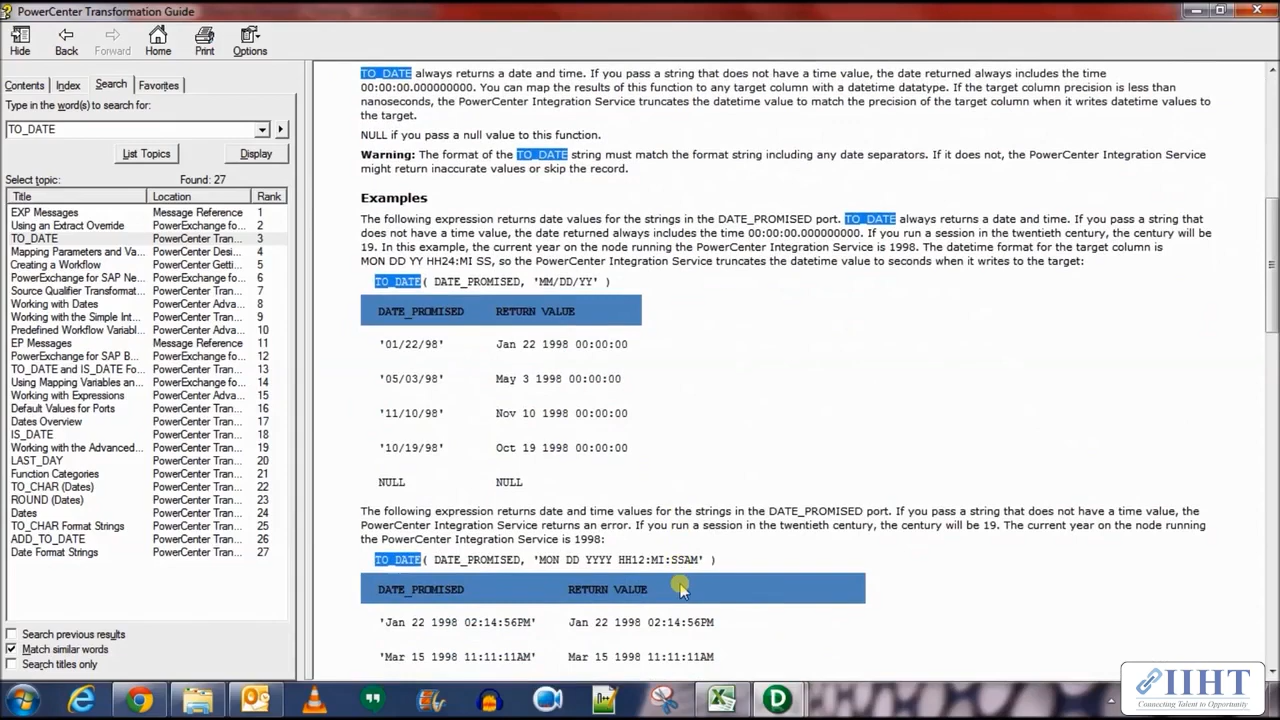 PowerCenter Transformation Guide
Hide Back Forward Home Print Options
Contents Index Search Favorites
Type in the word(s) to search for:
TO_DATE
List Topics Display
Select topic: Found: 27
Title Location Rank
EXP Messages Message Reference 1
Using an Extract Override PowerExchange fo... 2
TO_DATE PowerCenter Tran... 3
Mapping Parameters and Va... PowerCenter Desi... 4
Creating a Workflow PowerCenter Getti... 5
PowerExchange for SAP Net... PowerExchange fo... 6
Source Qualifier Transformat... PowerCenter Tran... 7
Working with Dates PowerCenter Adva... 8
Working with the Simple Int... PowerCenter Tran... 9
Predefined Workflow Variabl... PowerCenter Adva... 10
EP Messages Message Reference 11
PowerExchange for SAP B... PowerExchange fo... 12
TO_DATE and IS_DATE Fo... PowerCenter Tran... 13
Using Mapping Variables an... PowerExchange fo... 14
Working with Expressions PowerCenter Adva... 15
Default Values for Ports PowerCenter Tran... 16
Dates Overview PowerCenter Tran... 17
IS_DATE PowerCenter Tran... 18
Working with the Advanced... PowerCenter Tran... 19
LAST_DAY PowerCenter Tran... 20
Function Categories PowerCenter Tran... 21
TO_CHAR (Dates) PowerCenter Tran... 22
ROUND (Dates) PowerCenter Tran... 23
Dates PowerCenter Tran... 24
TO_CHAR Format Strings PowerCenter Tran... 25
ADD_TO_DATE PowerCenter Tran... 26
Date Format Strings PowerCenter Tran... 27
Search previous results
Match similar words
Search titles only
TO_DATE always returns a date and time. If you pass a string that does not have a time value, the date returned always includes the time
00:00:00.000000000. You can map the results of this function to any target column with a datetime datatype. If the target column precision is less than
nanoseconds, the PowerCenter Integration Service truncates the datetime value to match the precision of the target column when it writes datetime values to
the target.
NULL if you pass a null value to this function.
Warning: The format of the TO_DATE string must match the format string including any date separators. If it does not, the PowerCenter Integration Service
might return inaccurate values or skip the record.
Examples
The following expression returns date values for the strings in the DATE_PROMISED port. TO_DATE always returns a date and time. If you pass a string that
does not have a time value, the date returned always includes the time 00:00:00.000000000. If you run a session in the twentieth century, the century will be
19. In this example, the current year on the node running the PowerCenter Integration Service is 1998. The datetime format for the target column is
MON DD YY HH24:MI SS, so the PowerCenter Integration Service truncates the datetime value to seconds when it writes to the target:
TO_DATE( DATE_PROMISED, 'MM/DD/YY' )
DATE_PROMISED RETURN VALUE
'01/22/98' Jan 22 1998 00:00:00
'05/03/98' May 3 1998 00:00:00
'11/10/98' Nov 10 1998 00:00:00
'10/19/98' Oct 19 1998 00:00:00
NULL NULL
The following expression returns date and time values for the strings in the DATE_PROMISED port. If you pass a string that does not have a time value, the
PowerCenter Integration Service returns an error. If you run a session in the twentieth century, the century will be 19. The current year on the node running
the PowerCenter Integration Service is 1998:
TO_DATE( DATE_PROMISED, 'MON DD YYYY HH12:MI:SSAM' )
DATE_PROMISED RETURN VALUE
'Jan 22 1998 02:14:56PM' Jan 22 1998 02:14:56PM
'Mar 15 1998 11:11:11AM' Mar 15 1998 11:11:11AM
IIHT
Connecting Talent to Opportunity